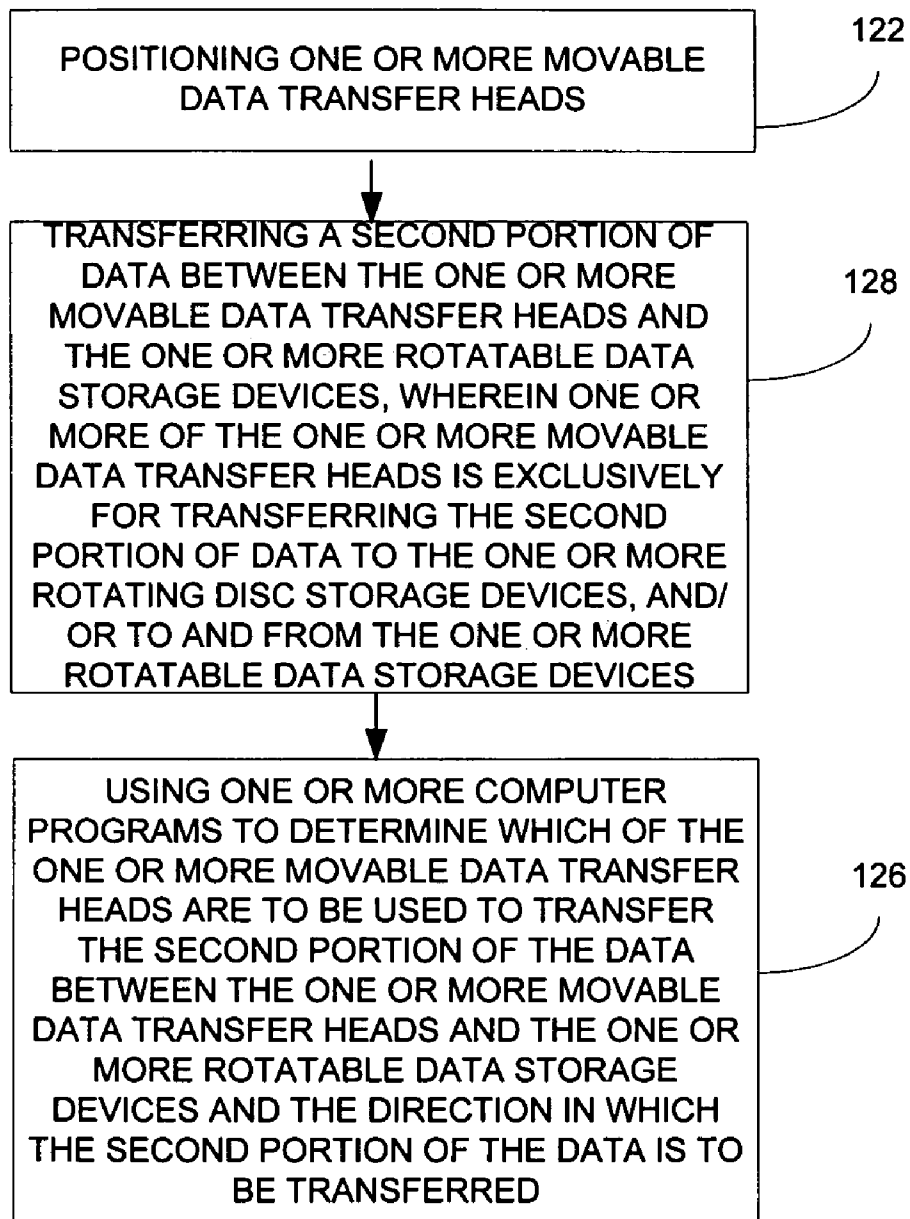 122
POSITIONING ONE OR MORE MOVABLE
DATA TRANSFER HEADS
128
TRANSFERRING A SECOND PORTION OF
DATA BETWEEN THE ONE OR MORE
MOVABLE DATA TRANSFER HEADS AND
THE ONE OR MORE ROTATABLE DATA
STORAGE DEVICES, WHEREIN ONE OR
MORE OF THE ONE OR MORE MOVABLE
DATA TRANSFER HEADS IS EXCLUSIVELY
FOR TRANSFERRING THE SECOND
PORTION OF DATA TO THE ONE OR MORE
ROTATING DISC STORAGE DEVICES, AND/
OR TO AND FROM THE ONE OR MORE
ROTATABLE DATA STORAGE DEVICES
126
USING ONE OR MORE COMPUTER
PROGRAMS TO DETERMINE WHICH OF THE
ONE OR MORE MOVABLE DATA TRANSFER
HEADS ARE TO BE USED TO TRANSFER
THE SECOND PORTION OF THE DATA
BETWEEN THE ONE OR MORE MOVABLE
DATA TRANSFER HEADS AND THE ONE OR
MORE ROTATABLE DATA STORAGE
DEVICES AND THE DIRECTION IN WHICH
THE SECOND PORTION OF THE DATA IS TO
BE TRANSFERRED